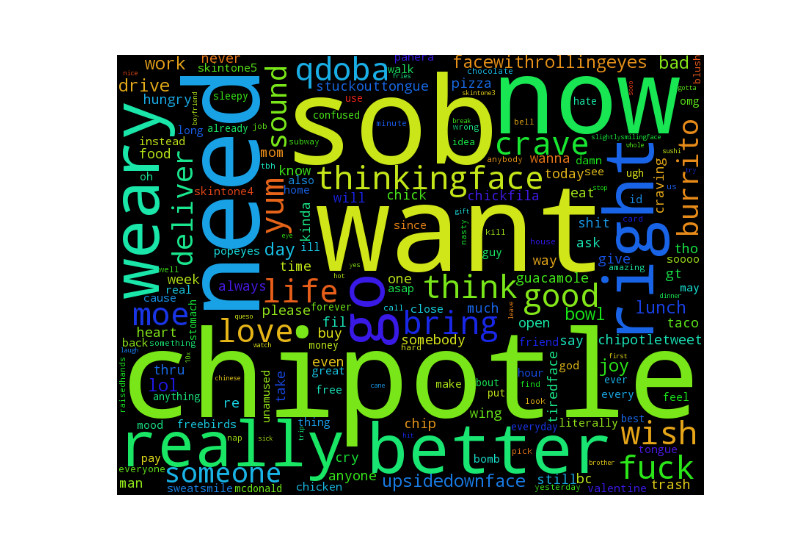 work
never
skintone5
drive
hungry
long
already
job
sleepy
boyfriend
need
weary
instead
food
oh
deliver
skintone4
tbh
mom
yum
sound
qdoba
panera
walk
stuckouttongue
use
confused
minute
subway
sob
facewithrollingeyes
chocolate
pizza
skintone3
break
wrong
idea
bell
now
hate
bad
omg
blush
gotta
slightlysmilingface
whole
sushi
crave
anybody
wanna
damn
ugh
today
see
right
craving
burrito
us
id
card
tho
soooo
know
also
home
kinda
thinkingface
chick
will
chickfila
eat
stop
gift
kill
nasty
guy
house
shit
ask
way
give
amazing
gt
may
dinner
since
want
popeyes
day
ill
eye
yes
well
week
real
cause
time
always
life
hot
please
forever
go
one
asap
call
close
much
bring
think
good
guacamole
bowl
open
leave
lunch
taco
moe
stomach
queso
heart
back
something
love
watch
fil
buy
money
even
hard
somebody
friend
say
chipotletweet
first
god
joy
laugh
thru
10x
lol
chinese
take
unamused
great
free
chipotle
make
bout
put
hour
find
look
tiredface
ever
every
feel
raisedhands
anything
re
cane
mood
freebirds
thing
trip
chip
wing
everyday
literally
best
wish
tongue
nap
sick
really
hit
better
pick
brother
pay
everyone
man
someone
cry
anyone
bomb
still
bc
fuck
trash
sweatsmile
mcdonald
chicken
upsidedownface
yesterday
valentine
nice
fries